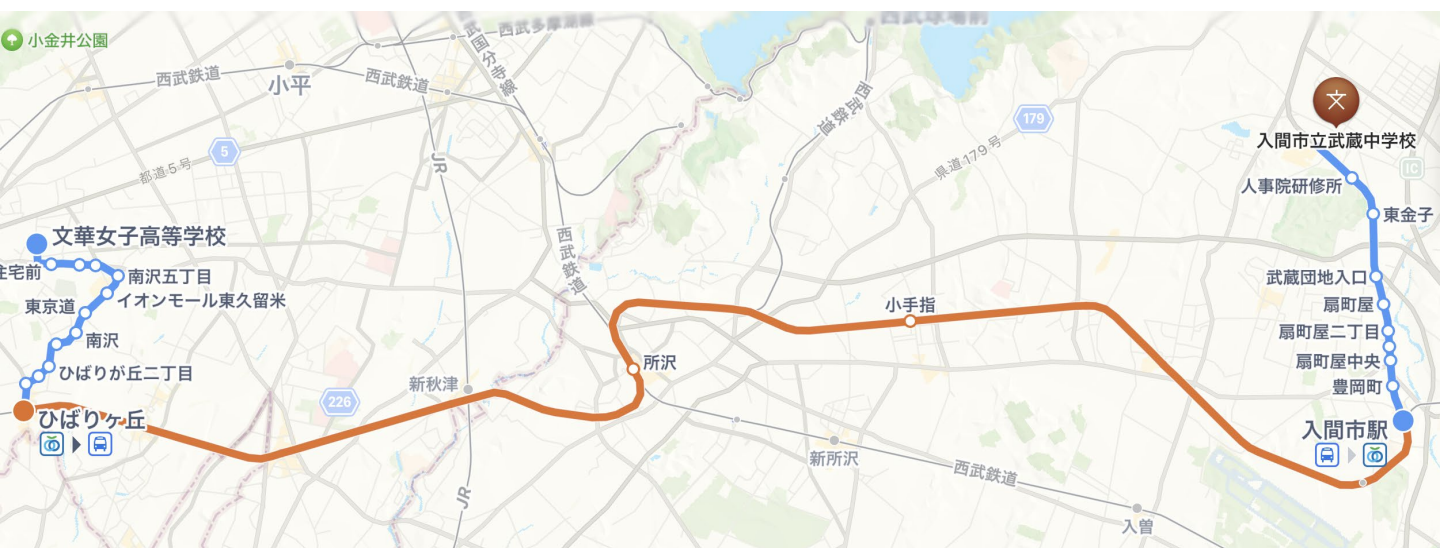 西武球場前
西武多摩湖線
小金井公園
武国分寺線
西武鉄道
小平
西武鉄道
西武鉄道
179
県道179号
文
入間市立武蔵中学校
5
都道5号
JR
IC
人事院研修所
東金子
文華女子高等学校
住宅前
南沢五丁目
西武鉄道
武蔵団地入口
イオンモール東久留米
東京道
小手指
扇町屋
南沢
扇町屋二丁目
所沢
扇町屋中央
ひばりが丘二丁目
新秋津
豊岡町
226
ひばりヶ丘
入間市駅
新所沢
西武鉄道
JR
入曽